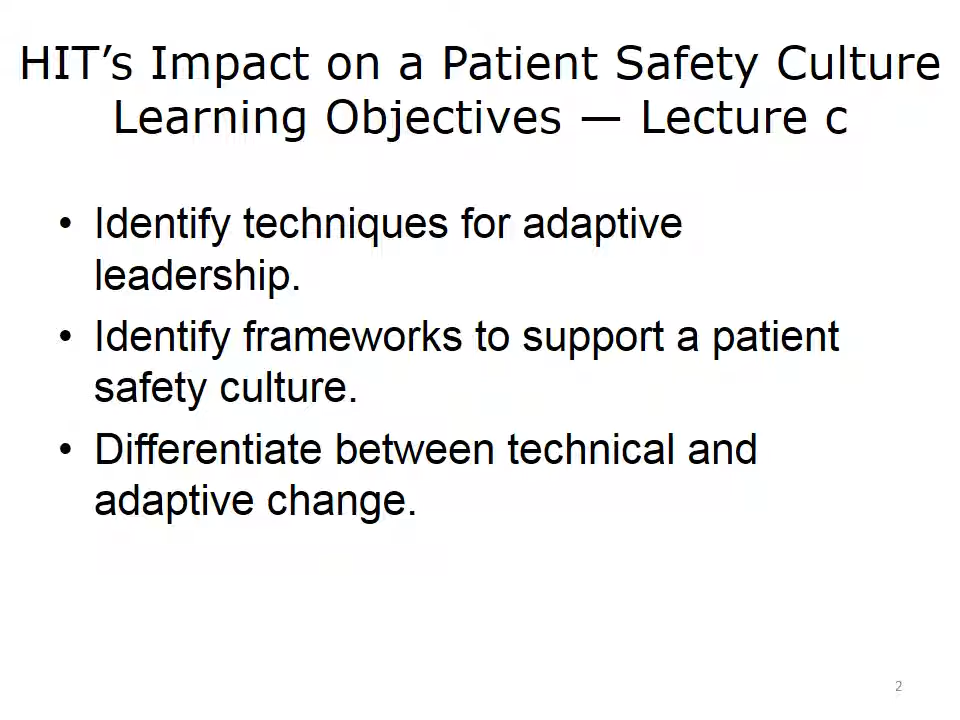 HIT’s Impact on a Patient Safety Culture
Learning Objectives — Lecture c
• Identify techniques for adaptive
leadership.
• Identify frameworks to support a patient
safety culture.
• Differentiate between technical and
adaptive change.
2